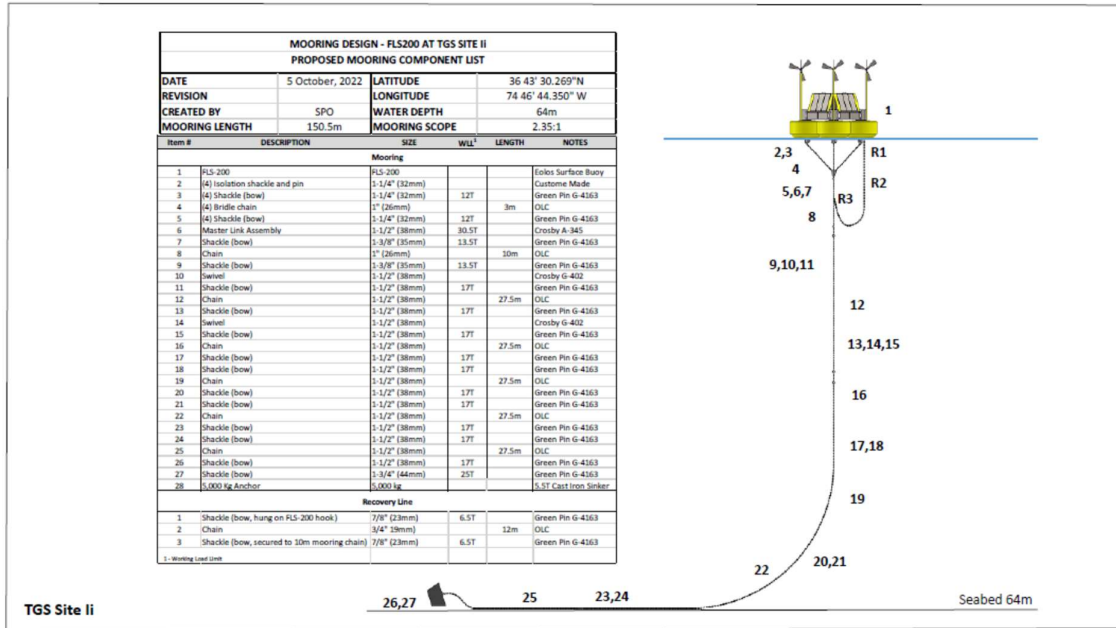 MOORING DESIGN - FLS200 AT TGS SITE Ii
PROPOSED MOORING COMPONENT LIST
DATE 5 October, 2022 LATITUDE 36 43' 30.269"N
REVISION LONGITUDE 74 46' 44.350" W
CREATED BY SPO WATER DEPTH 64m
MOORING LENGTH 150.5m MOORING SCOPE 2.35:1
Item # DESCRIPTION SIZE WLL¹ LENGTH NOTES
Mooring
1 FLS-200 FLS-200 Eolos Surface Buoy
2 (4) Isolation shackle and pin 1-1/4" (32mm) Custome Made
3 (4) Shackle (bow) 1-1/4" (32mm) 12T Green Pin G-4163
4 (4) Bridle chain 1" (26mm) 3m OLC
5 (4) Shackle (bow) 1-1/4" (32mm) 12T Green Pin G-4163
6 Master Link Assembly 1-1/2" (38mm) 30.5T Crosby A-345
7 Shackle (bow) 1-3/8" (35mm) 13.5T Green Pin G-4163
8 Chain 1" (26mm) 10m OLC
9 Shackle (bow) 1-3/8" (35mm) 13.5T Green Pin G-4163
10 Swivel 1-1/2" (38mm) Crosby G-402
11 Shackle (bow) 1-1/2" (38mm) 17T Green Pin G-4163
12 Chain 1-1/2" (38mm) 27.5m OLC
13 Shackle (bow) 1-1/2" (38mm) 17T Green Pin G-4163
14 Swivel 1-1/2" (38mm) Crosby G-402
15 Shackle (bow) 1-1/2" (38mm) 17T Green Pin G-4163
16 Chain 1-1/2" (38mm) 27.5m OLC
17 Shackle (bow) 1-1/2" (38mm) 17T Green Pin G-4163
18 Shackle (bow) 1-1/2" (38mm) 17T Green Pin G-4163
19 Chain 1-1/2" (38mm) 27.5m OLC
20 Shackle (bow) 1-1/2" (38mm) 17T Green Pin G-4163
21 Shackle (bow) 1-1/2" (38mm) 17T Green Pin G-4163
22 Chain 1-1/2" (38mm) 27.5m OLC
23 Shackle (bow) 1-1/2" (38mm) 17T Green Pin G-4163
24 Shackle (bow) 1-1/2" (38mm) 17T Green Pin G-4163
25 Chain 1-1/2" (38mm) 27.5m OLC
26 Shackle (bow) 1-1/2" (38mm) 17T Green Pin G-4163
27 Shackle (bow) 1-3/4" (44mm) 25T Green Pin G-4163
28 5,000 Kg Anchor 5,000 kg 5.5T Cast Iron Sinker
Recovery Line
1 Shackle (bow, hung on FLS-200 hook) 7/8" (23mm) 6.5T Green Pin G-4163
2 Chain 3/4" 19mm) 12m OLC
3 Shackle (bow, secured to 10m mooring chain) 7/8" (23mm) 6.5T Green Pin G-4163
1 - Working Load Limit
1
2,3 R1
4
R2
5,6,7 R3
8
9,10,11
12
13,14,15
16
17,18
19
20,21
22
26,27 25 23,24 Seabed 64m
TGS Site Ii